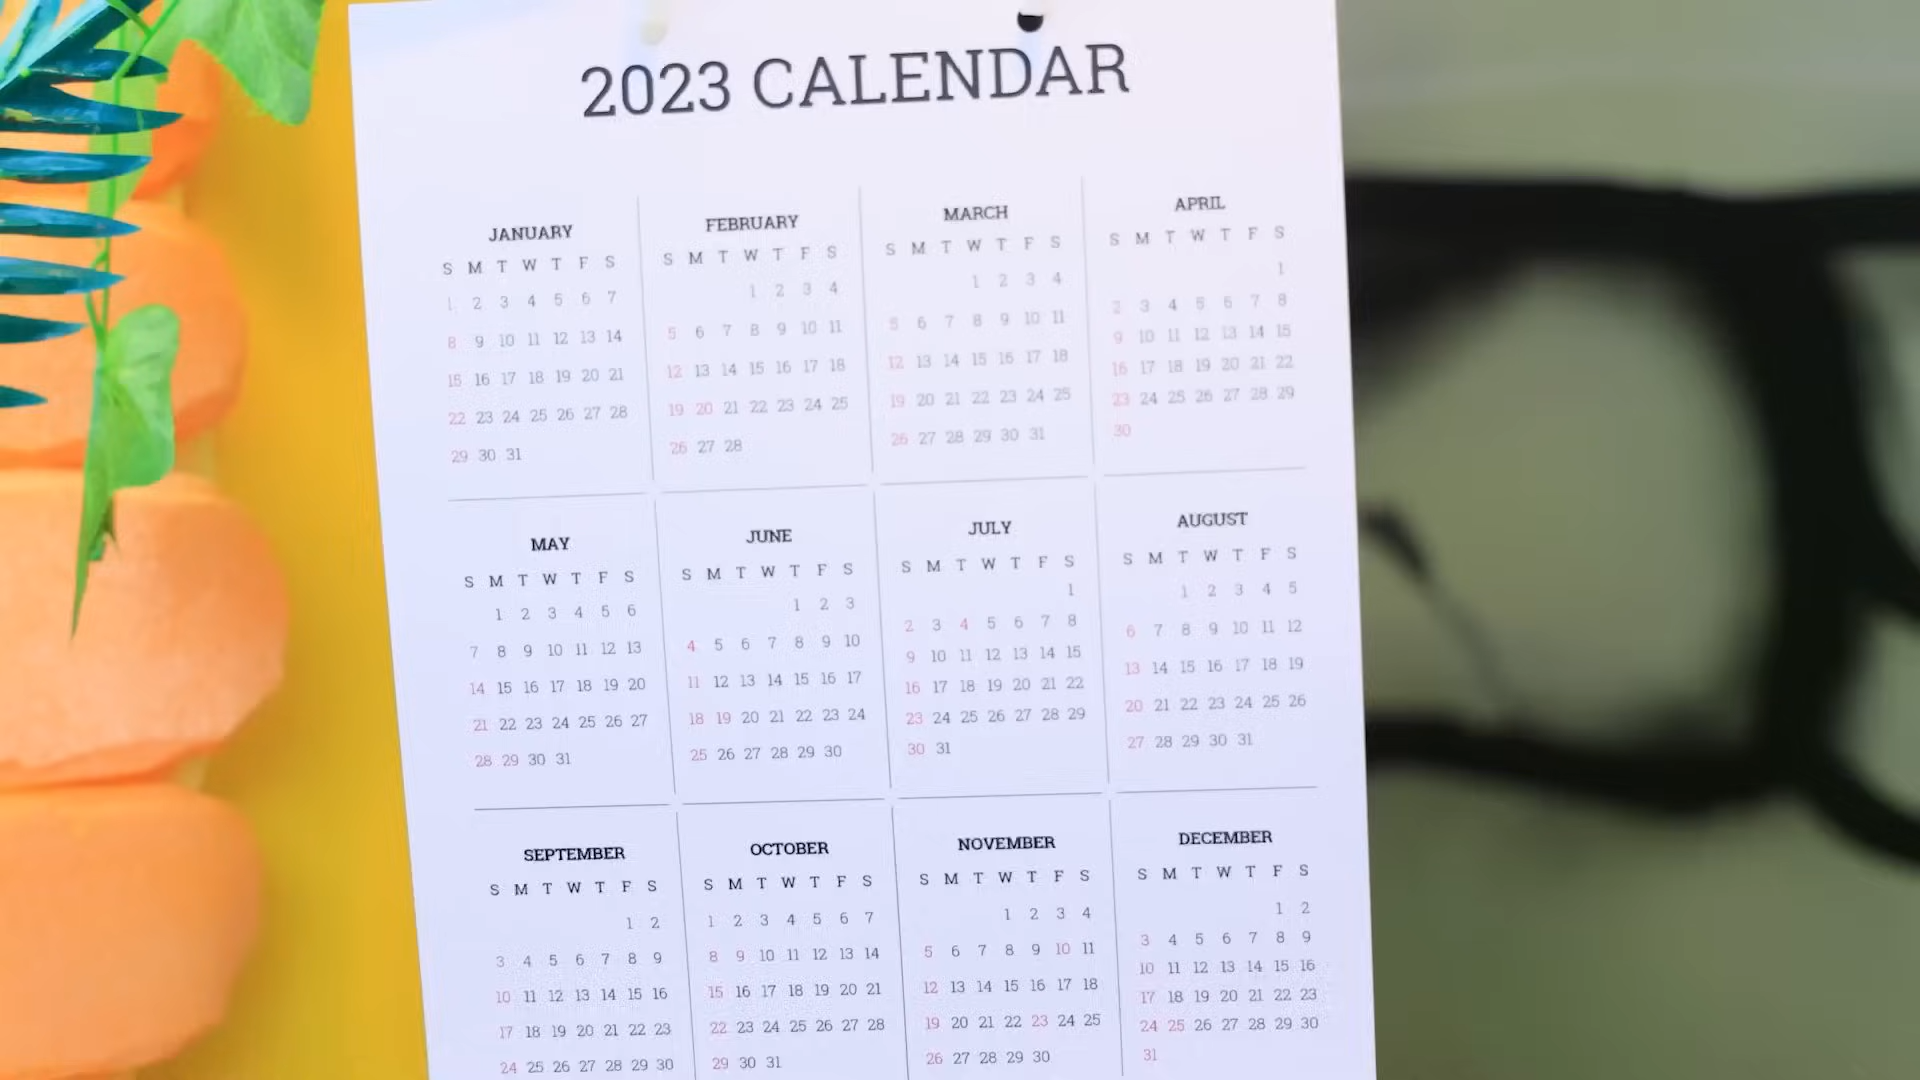 2023 CALENDAR
JANUARY
S M T W T F S
1 2 3 4 5 6 7
8 9 10 11 12 13 14
15 16 17 18 19 20 21
22 23 24 25 26 27 28
29 30 31
FEBRUARY
S M T W T F S
1 2 3 4
5 6 7 8 9 10 11
12 13 14 15 16 17 18
19 20 21 22 23 24 25
26 27 28
MARCH
S M T W T F S
1 2 3 4
5 6 7 8 9 10 11
12 13 14 15 16 17 18
19 20 21 22 23 24 25
26 27 28 29 30 31
APRIL
S M T W T F S
1
2 3 4 5 6 7 8
9 10 11 12 13 14 15
16 17 18 19 20 21 22
23 24 25 26 27 28 29
30
MAY
S M T W T F S
1 2 3 4 5 6
7 8 9 10 11 12 13
14 15 16 17 18 19 20
21 22 23 24 25 26 27
28 29 30 31
JUNE
S M T W T F S
1 2 3
4 5 6 7 8 9 10
11 12 13 14 15 16 17
18 19 20 21 22 23 24
25 26 27 28 29 30
JULY
S M T W T F S
1
2 3 4 5 6 7 8
9 10 11 12 13 14 15
16 17 18 19 20 21 22
23 24 25 26 27 28 29
30 31
AUGUST
S M T W T F S
1 2 3 4 5
6 7 8 9 10 11 12
13 14 15 16 17 18 19
20 21 22 23 24 25 26
27 28 29 30 31
SEPTEMBER
S M T W T F S
1 2
3 4 5 6 7 8 9
10 11 12 13 14 15 16
17 18 19 20 21 22 23
24 25 26 27 28 29 30
OCTOBER
S M T W T F S
1 2 3 4 5 6 7
8 9 10 11 12 13 14
15 16 17 18 19 20 21
22 23 24 25 26 27 28
29 30 31
NOVEMBER
S M T W T F S
1 2 3 4
5 6 7 8 9 10 11
12 13 14 15 16 17 18
19 20 21 22 23 24 25
26 27 28 29 30
DECEMBER
S M T W T F S
1 2
3 4 5 6 7 8 9
10 11 12 13 14 15 16
17 18 19 20 21 22 23
24 25 26 27 28 29 30
31